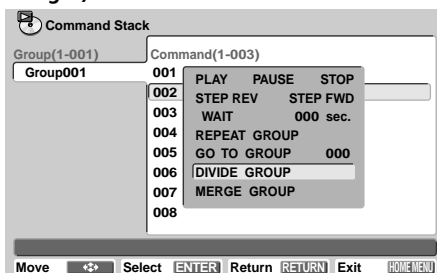 Command Stack
Group(1-001)
Command(1-003)
Group001
001
002
003
004
005
006
007
008
PLAY PAUSE STOP
STEP REV STEP FWD
WAIT 000 sec.
REPEAT GROUP
GO TO GROUP 000
DIVIDE GROUP
MERGE GROUP
Move Select ENTER Return RETURN Exit HOME MENU